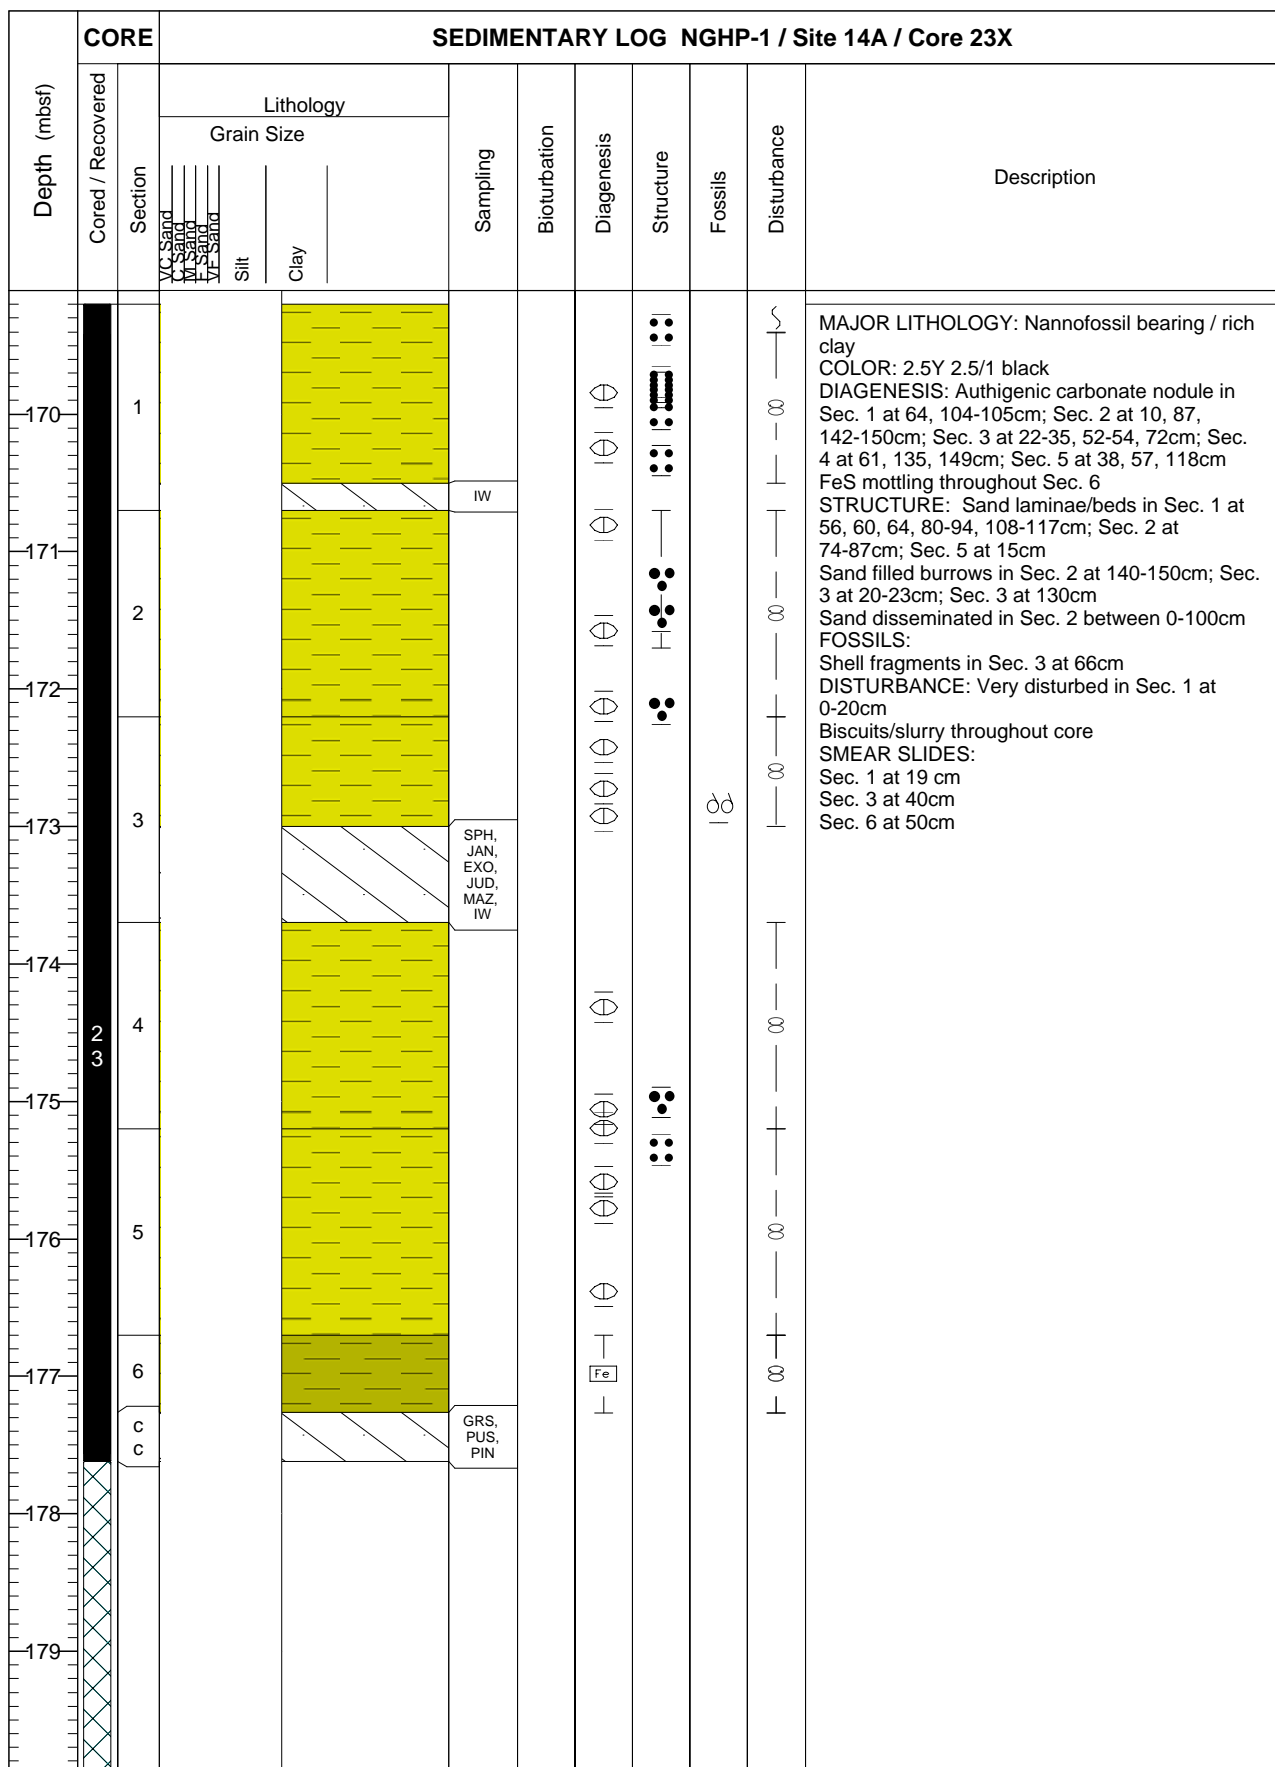 CORE
SEDIMENTARY LOG NGHP-1 / Site 14A / Core 23X
Depth (mbsf)
Cored / Recovered
Section
Lithology
Grain Size
VC Sand
C Sand
M Sand
F Sand
VF Sand
Silt
Clay
Sampling
Bioturbation
Diagenesis
Structure
Fossils
Disturbance
Description
170
171
172
173
174
175
176
177
178
179
2
3
1
2
3
4
5
6
C
C
IW
SPH,
JAN,
EXO,
JUD,
MAZ,
IW
GRS,
PUS,
PIN
Fe
MAJOR LITHOLOGY: Nannofossil bearing / rich
clay
COLOR: 2.5Y 2.5/1 black
DIAGENESIS: Authigenic carbonate nodule in
Sec. 1 at 64, 104-105cm; Sec. 2 at 10, 87,
142-150cm; Sec. 3 at 22-35, 52-54, 72cm; Sec.
4 at 61, 135, 149cm; Sec. 5 at 38, 57, 118cm
FeS mottling throughout Sec. 6
STRUCTURE: Sand laminae/beds in Sec. 1 at
56, 60, 64, 80-94, 108-117cm; Sec. 2 at
74-87cm; Sec. 5 at 15cm
Sand filled burrows in Sec. 2 at 140-150cm; Sec.
3 at 20-23cm; Sec. 3 at 130cm
Sand disseminated in Sec. 2 between 0-100cm
FOSSILS:
Shell fragments in Sec. 3 at 66cm
DISTURBANCE: Very disturbed in Sec. 1 at
0-20cm
Biscuits/slurry throughout core
SMEAR SLIDES:
Sec. 1 at 19 cm
Sec. 3 at 40cm
Sec. 6 at 50cm